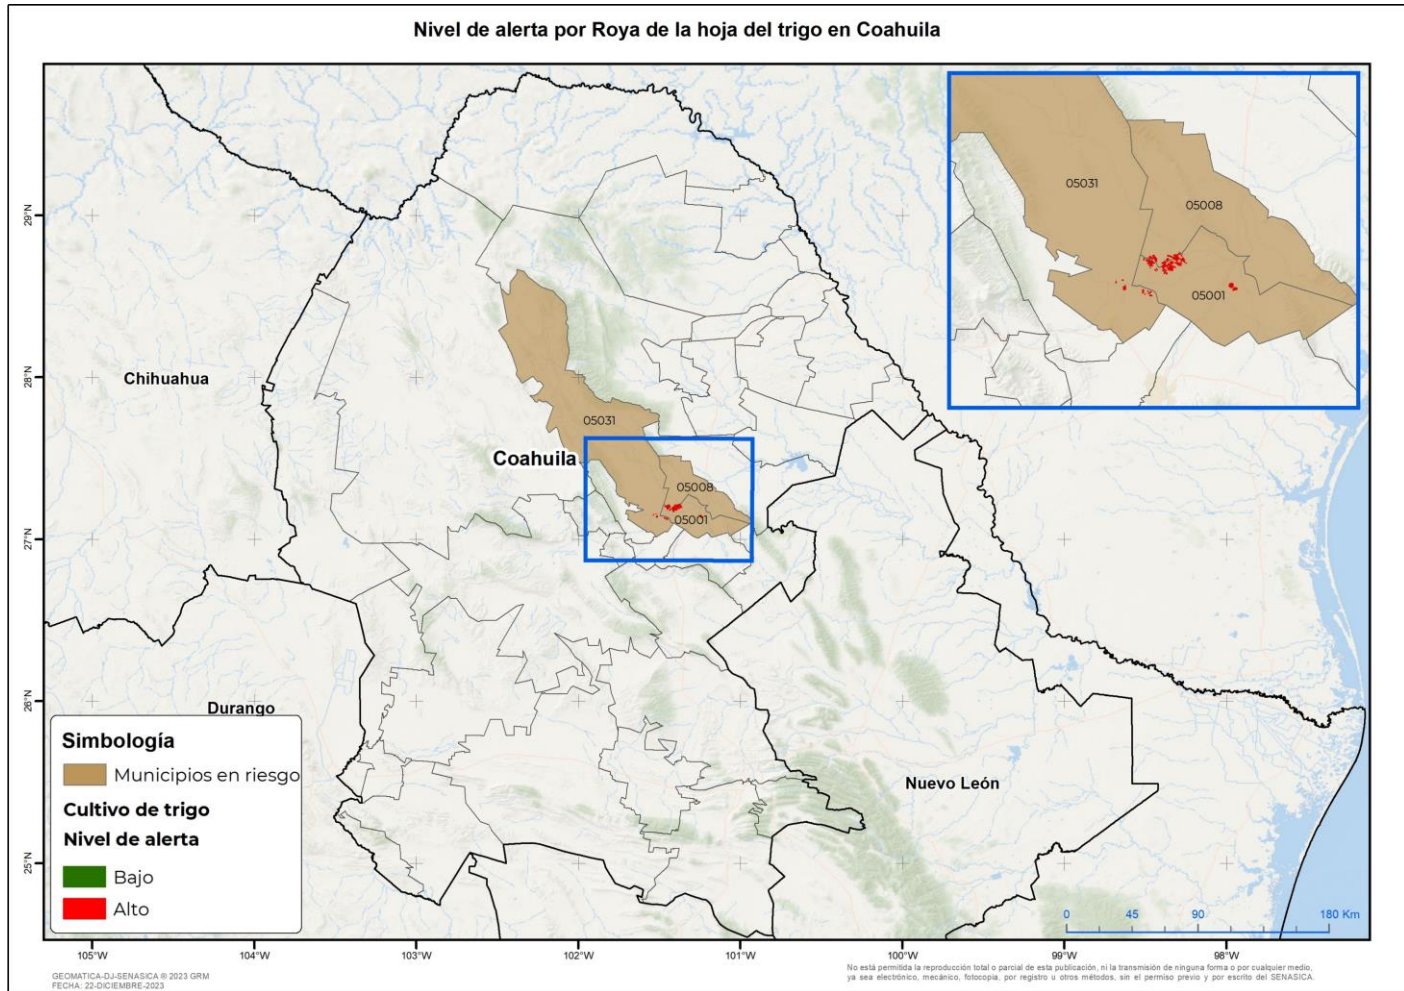 Nivel de alerta por Roya de la hoja del trigo en Coahuila
05031
05008
05001
29°N
28°N
27°N
26°N
25°N
Chihuahua
05031
Coahuila
05008
05001
Durango
Nuevo León
Simbología
Municipios en riesgo
Cultivo de trigo
Nivel de alerta
Bajo
Alto
0 45 90 180 Km
105°W 104°W 103°W 102°W 101°W 100°W 99°W 98°W
GEOMATICA-DJ-SENASICA ® 2023 GRM
FECHA: 22-DICIEMBRE-2023
No está permitida la reproducción total o parcial de esta publicación, ni la transmisión de ninguna forma o por cualquier medio,
ya sea electrónico, mecánico, fotocopia, por registro u otros métodos, sin el permiso previo y por escrito del SENASICA.